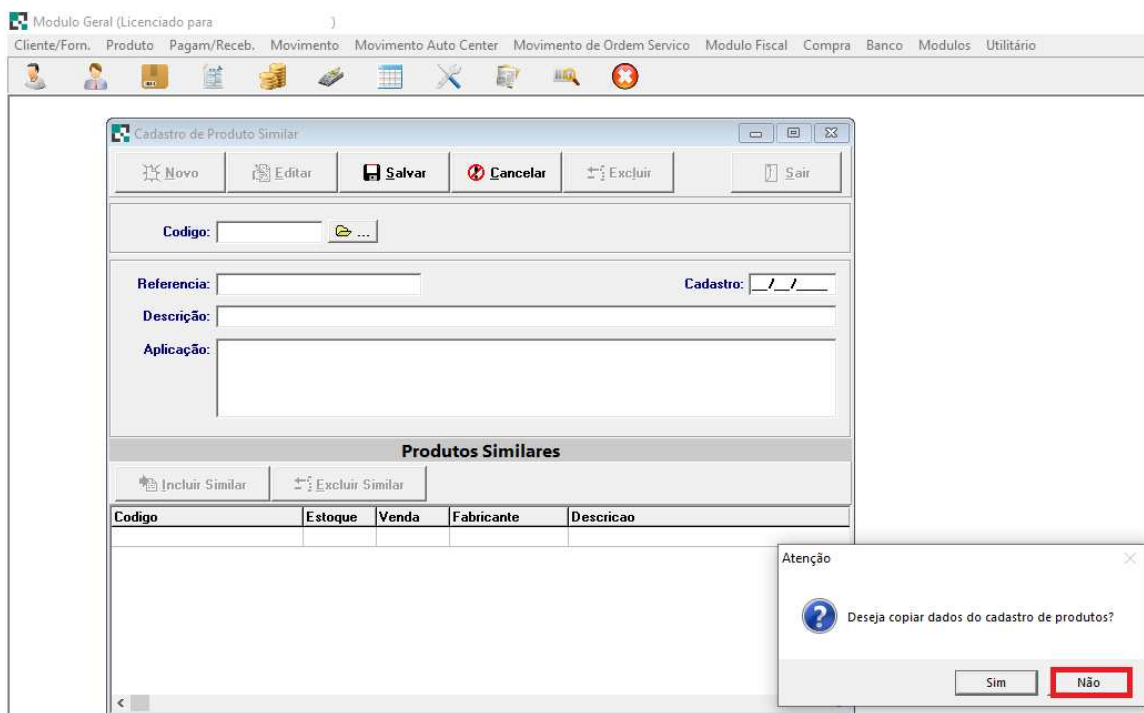 Modulo Geral (Licenciado para )
Cliente/Forn. Produto Pagam/Receb. Movimento Movimento Auto Center Movimento de Ordem Servico Modulo Fiscal Compra Banco Modulos Utilitário
Cadastro de Produto Similar
Novo Editar Salvar Cancelar Excluir Sair
Codigo: ...
Referencia: Cadastro: __/__/____
Descrição:
Aplicação:
Produtos Similares
Incluir Similar Excluir Similar
Codigo Estoque Venda Fabricante Descricao
Atenção
Deseja copiar dados do cadastro de produtos?
Sim Não